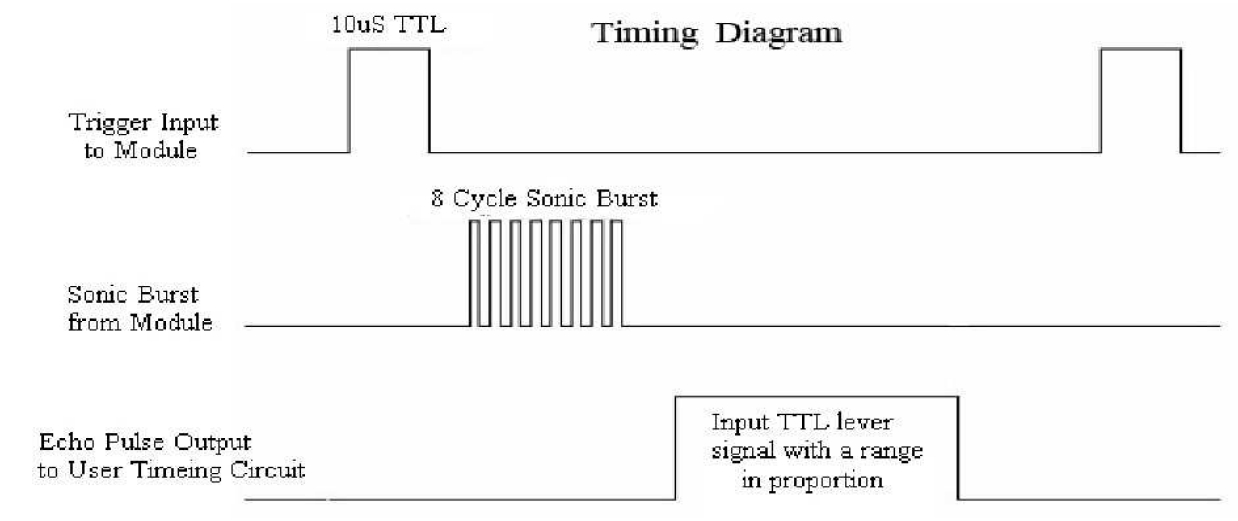 10uS TTL
Timing Diagram
Trigger Input
to Module
8 Cycle Sonic Burst
Sonic Burst
from Module
Echo Pulse Output
to User Timeing Circuit
Input TTL lever
signal with a range
in proportion